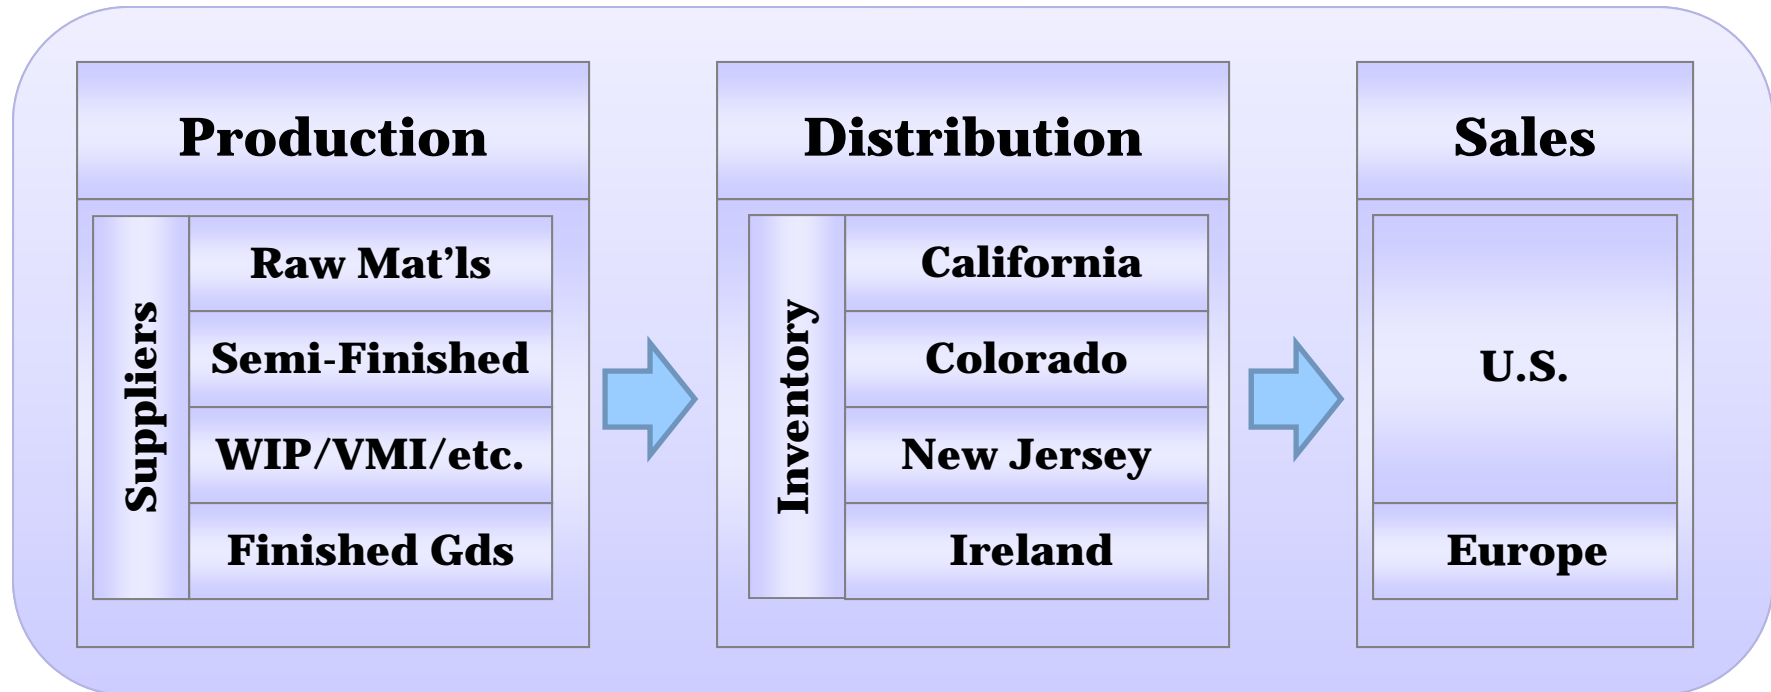 Production
Suppliers
Raw Mat’ls
Semi-Finished
WIP/VMI/etc.
Finished Gds
Distribution
Inventory
California
Colorado
New Jersey
Ireland
Sales
U.S.
Europe